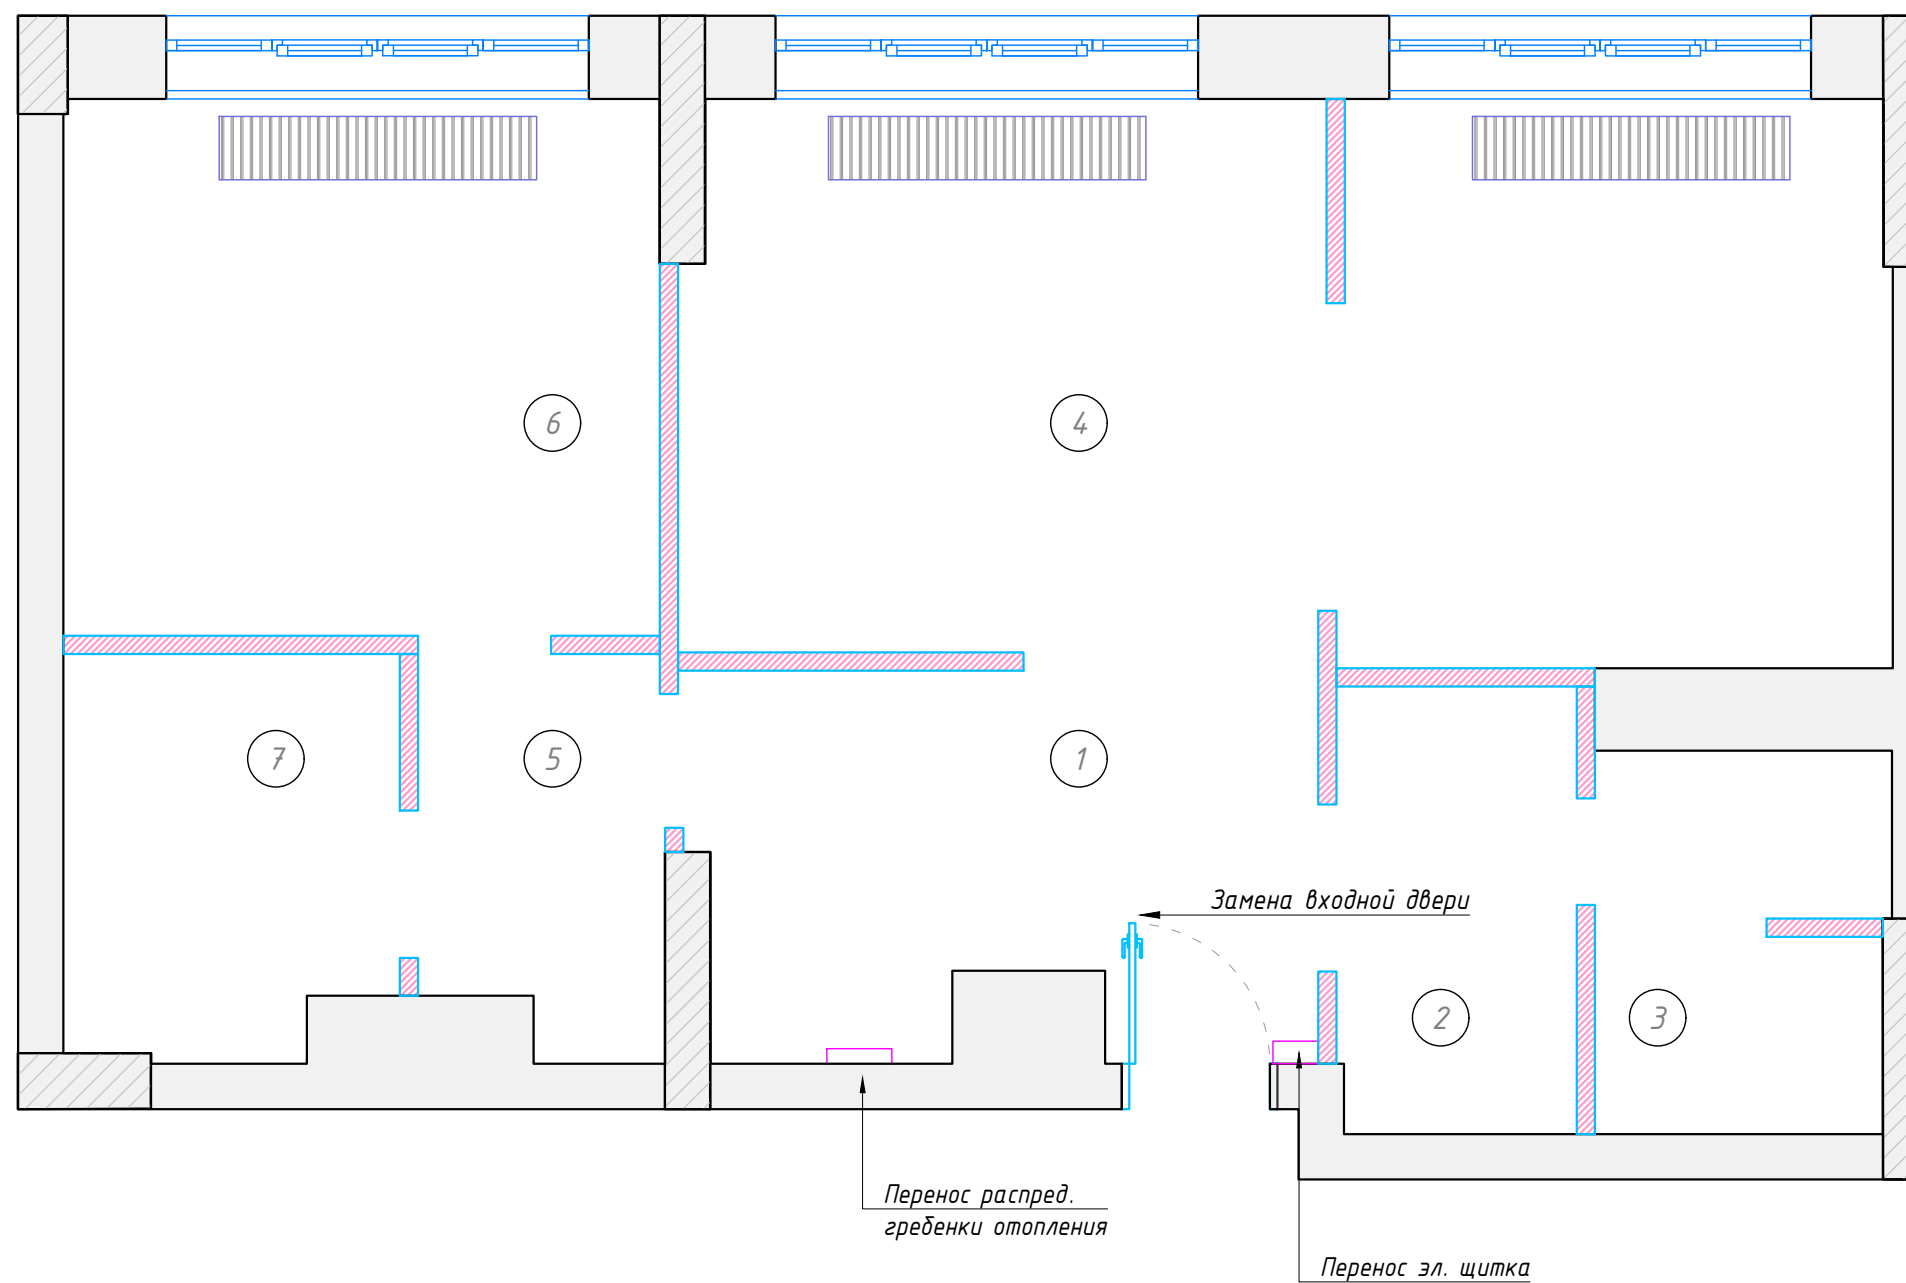 6
4
7
5
1
Замена входной двери
2
3
Перенос распред.
гребенки отопления
Перенос эл. щитка